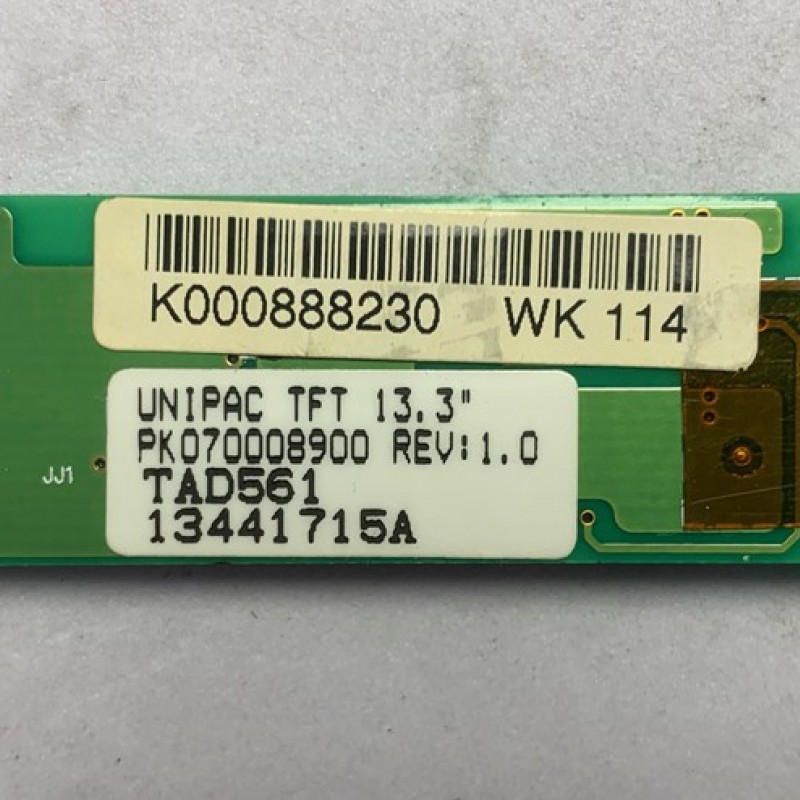 K000888230 WK 114
UNIPAC TFT 13.3"
PK070008900 REV:1.0
TAD561
13441715A
JJ1